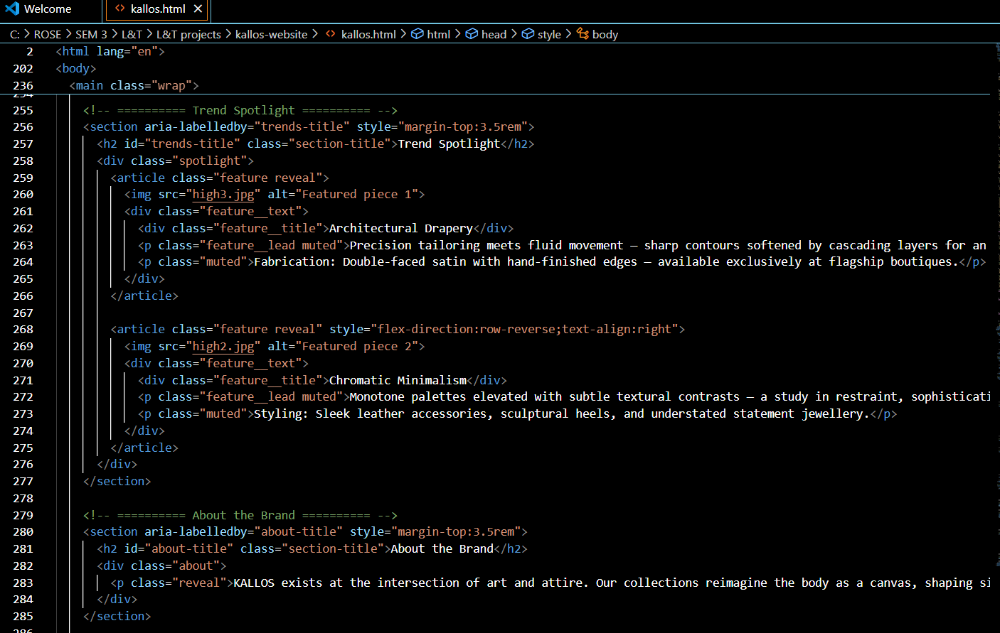 Welcome
kallos.html
C: > ROSE > SEM 3 > L&T > L&T projects > kallos-website > kallos.html > html > head > style > body
2 <html lang="en">
202 <body>
236 <main class="wrap">
254
255 <!-- ========== Trend Spotlight ========== -->
256 <section aria-labelledby="trends-title" style="margin-top:3.5rem">
257 <h2 id="trends-title" class="section-title">Trend Spotlight</h2>
258 <div class="spotlight">
259 <article class="feature reveal">
260 <img src="high3.jpg" alt="Featured piece 1">
261 <div class="feature__text">
262 <div class="feature__title">Architectural Drapery</div>
263 <p class="feature__lead muted">Precision tailoring meets fluid movement — sharp contours softened by cascading layers for an
264 <p class="muted">Fabrication: Double-faced satin with hand-finished edges — available exclusively at flagship boutiques.</p>
265 </div>
266 </article>
267
268 <article class="feature reveal" style="flex-direction:row-reverse;text-align:right">
269 <img src="high2.jpg" alt="Featured piece 2">
270 <div class="feature__text">
271 <div class="feature__title">Chromatic Minimalism</div>
272 <p class="feature__lead muted">Monotone palettes elevated with subtle textural contrasts — a study in restraint, sophisticati
273 <p class="muted">Styling: Sleek leather accessories, sculptural heels, and understated statement jewellery.</p>
274 </div>
275 </article>
276 </div>
277 </section>
278
279 <!-- ========== About the Brand ========== -->
280 <section aria-labelledby="about-title" style="margin-top:3.5rem">
281 <h2 id="about-title" class="section-title">About the Brand</h2>
282 <div class="about">
283 <p class="reveal">KALLOS exists at the intersection of art and attire. Our collections reimagine the body as a canvas, shaping si
284 </div>
285 </section>
286